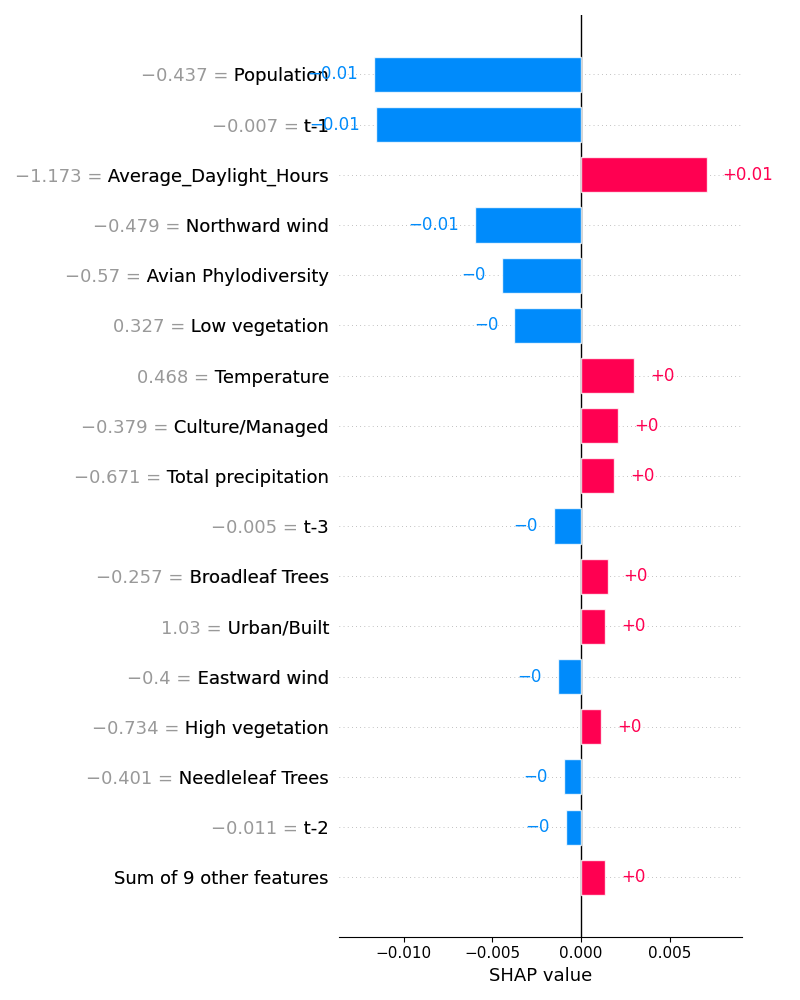 −0.437 = Population −0.01
−0.007 = t-1 −0.01
−1.173 = Average_Daylight_Hours +0.01
−0.479 = Northward wind −0.01
−0.57 = Avian Phylodiversity −0
0.327 = Low vegetation −0
0.468 = Temperature +0
−0.379 = Culture/Managed +0
−0.671 = Total precipitation +0
−0.005 = t-3 −0
−0.257 = Broadleaf Trees +0
1.03 = Urban/Built +0
−0.4 = Eastward wind −0
−0.734 = High vegetation +0
−0.401 = Needleleaf Trees −0
−0.011 = t-2 −0
Sum of 9 other features +0
−0.010 −0.005 0.000 0.005
SHAP value